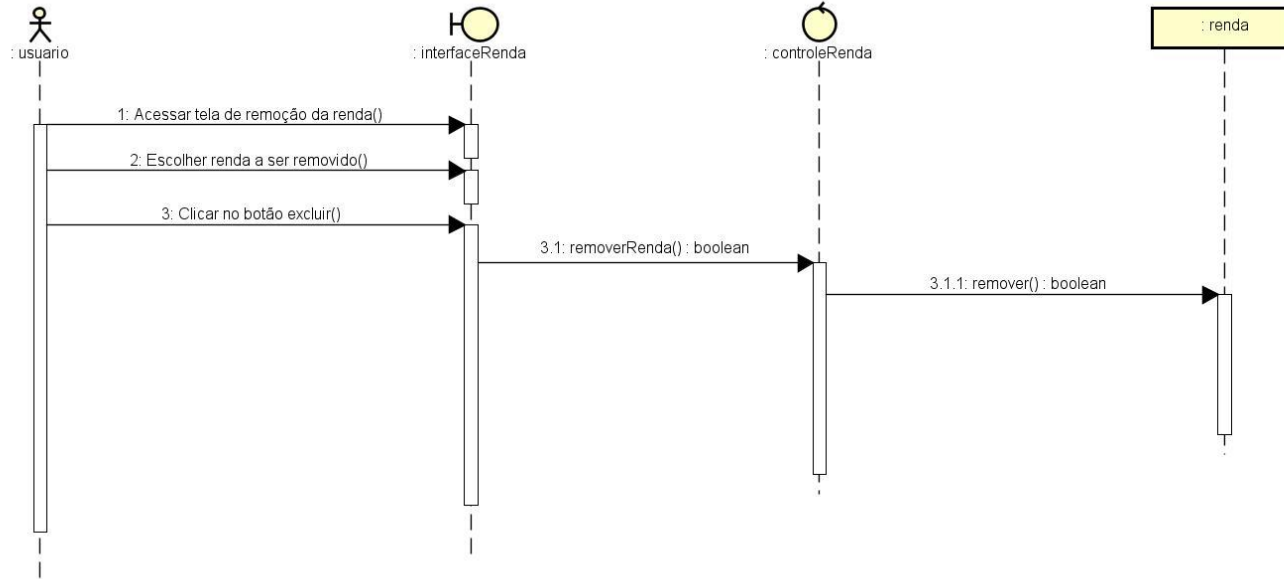 : usuario
: interfaceRenda
: controleRenda
: renda
1: Acessar tela de remoção da renda()
2: Escolher renda a ser removido()
3: Clicar no botão excluir()
3.1: removerRenda() : boolean
3.1.1: remover() : boolean